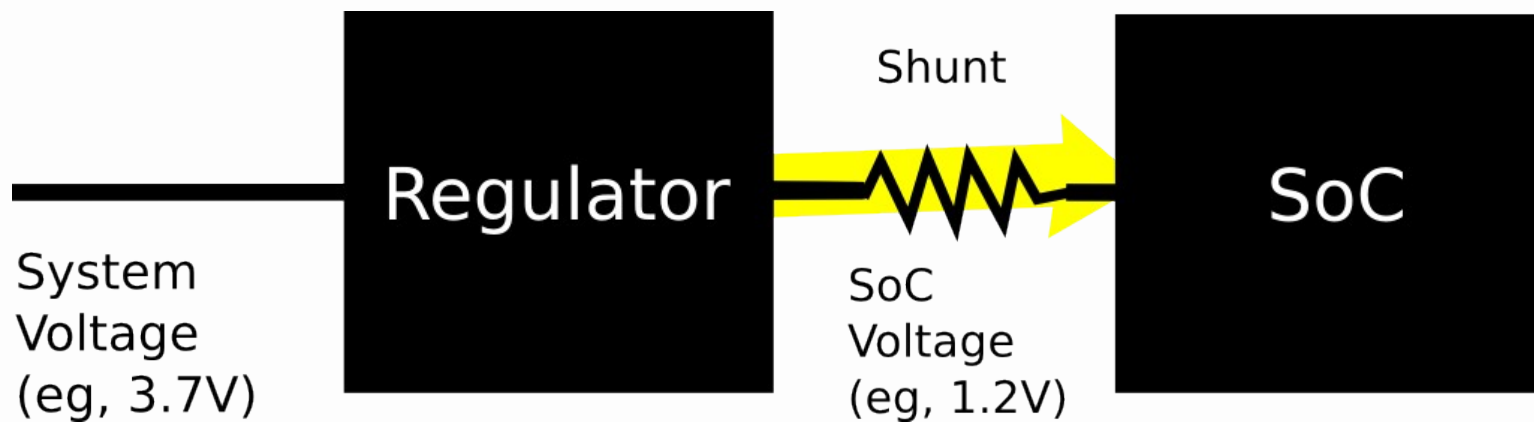 Shunt
Regulator
SoC
System
Voltage
(eg, 3.7V)
SoC
Voltage
(eg, 1.2V)